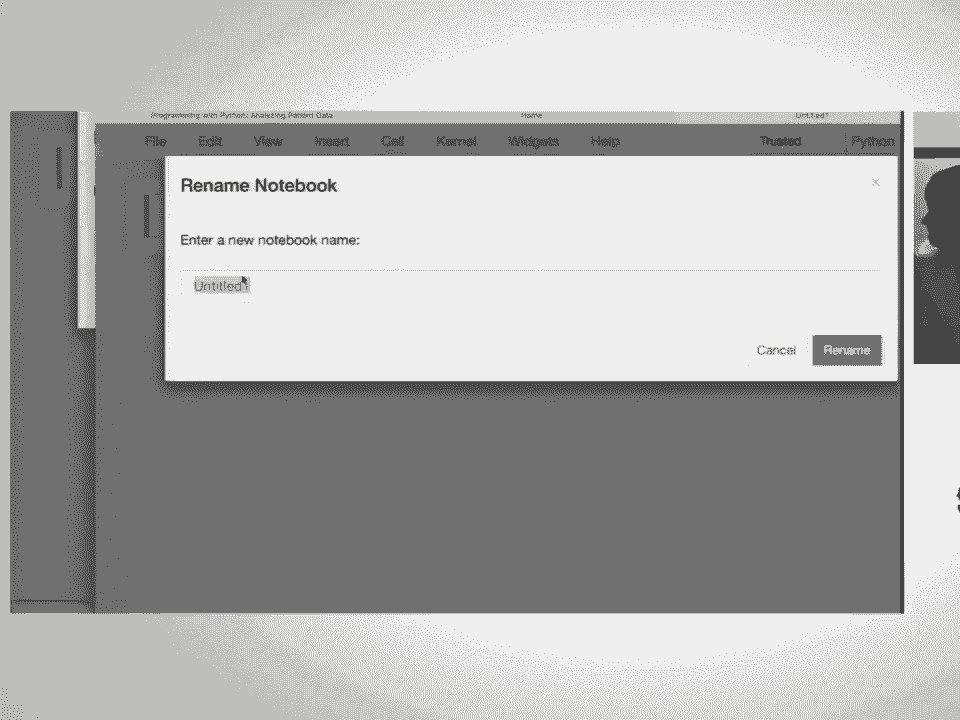 Programming with Python: Analyzing Patient Data Home Untitled1
File Edit View Insert Cell Kernel Widgets Help Trusted Python
Rename Notebook ×
Enter a new notebook name:
Untitled1
Cancel Rename